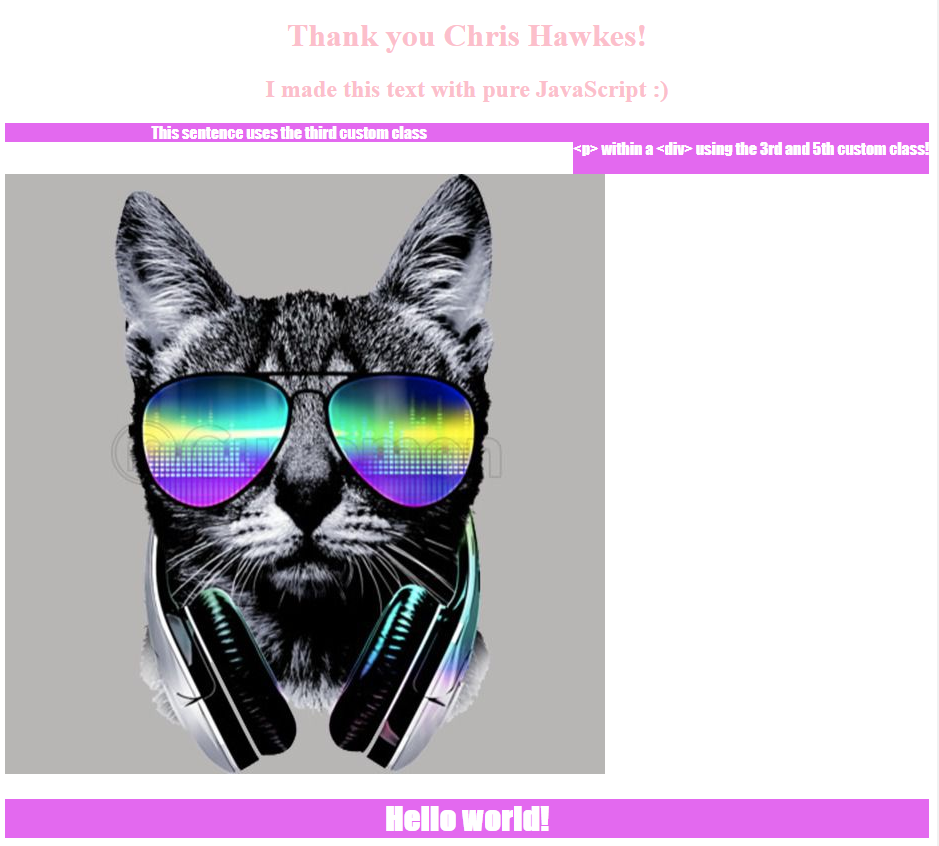 Thank you Chris Hawkes!
I made this text with pure JavaScript :)
This sentence uses the third custom class
<p> within a <div> using the 3rd and 5th custom class!
Hello world!